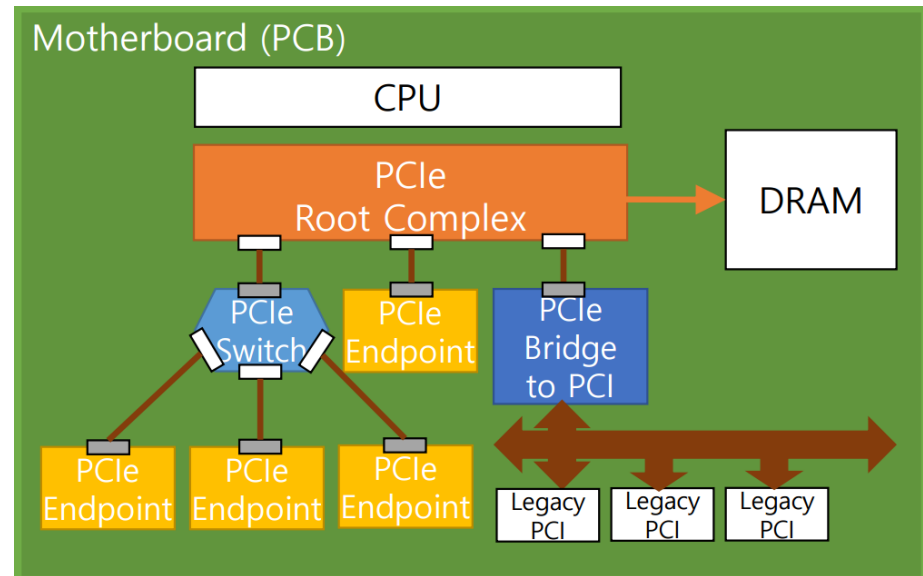 Motherboard (PCB)
CPU
PCIe
Root Complex
DRAM
PCIe
Switch
PCIe
Endpoint
PCIe
Bridge
to PCI
PCIe
Endpoint
PCIe
Endpoint
PCIe
Endpoint
Legacy
PCI
Legacy
PCI
Legacy
PCI